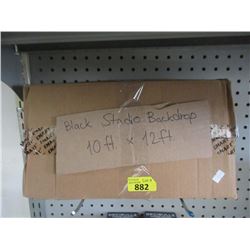 Black Studio Backdrop
10 ft. x 12 ft
882